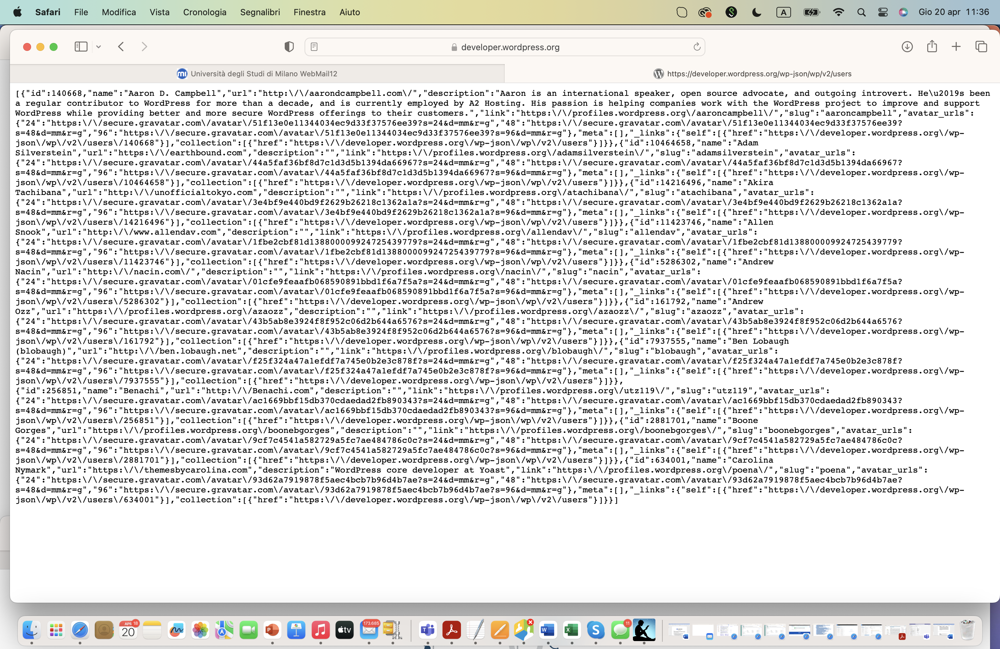 Safari File Modifica Vista Cronologia Segnalibri Finestra Aiuto A Gio 20 apr 11:36
developer.wordpress.org
Università degli Studi di Milano WebMail12
https://developer.wordpress.org/wp-json/wp/v2/users
[{"id":140668,"name":"Aaron D. Campbell","url":"http:\/\/aarondcampbell.com\/","description":"Aaron is an international speaker, open source advocate, and outgoing introvert. He\u2019s been
a regular contributor to WordPress for more than a decade, and is currently employed by A2 Hosting. His passion is helping companies work with the WordPress project to improve and support
WordPress while providing better and more secure WordPress offerings to their customers.","link":"https:\/\/profiles.wordpress.org\/aaroncampbell\/","slug":"aaroncampbell","avatar_urls":
{"24":"https:\/\/secure.gravatar.com\/avatar\/51f13e0e11344034ec9d33f37576ee39?s=24&d=mm&r=g","48":"https:\/\/secure.gravatar.com\/avatar\/51f13e0e11344034ec9d33f37576ee39?
s=48&d=mm&r=g","96":"https:\/\/secure.gravatar.com\/avatar\/51f13e0e11344034ec9d33f37576ee39?s=96&d=mm&r=g"},"meta":[],"_links":{"self":[{"href":"https:\/\/developer.wordpress.org\/wp-
json\/wp\/v2\/users\/140668"}],"collection":[{"href":"https:\/\/developer.wordpress.org\/wp-json\/wp\/v2\/users"}]}},{"id":10464658,"name":"Adam
Silverstein","url":"https:\/\/earthbound.com","description":"","link":"https:\/\/profiles.wordpress.org\/adamsilverstein\/","slug":"adamsilverstein","avatar_urls":
{"24":"https:\/\/secure.gravatar.com\/avatar\/44a5faf36bf8d7c1d3d5b1394da66967?s=24&d=mm&r=g","48":"https:\/\/secure.gravatar.com\/avatar\/44a5faf36bf8d7c1d3d5b1394da66967?
s=48&d=mm&r=g","96":"https:\/\/secure.gravatar.com\/avatar\/44a5faf36bf8d7c1d3d5b1394da66967?s=96&d=mm&r=g"},"meta":[],"_links":{"self":[{"href":"https:\/\/developer.wordpress.org\/wp-
json\/wp\/v2\/users\/10464658"}],"collection":[{"href":"https:\/\/developer.wordpress.org\/wp-json\/wp\/v2\/users"}]}},{"id":14216496,"name":"Akira
Tachibana","url":"http:\/\/unofficialtokyo.com","description":"","link":"https:\/\/profiles.wordpress.org\/atachibana\/","slug":"atachibana","avatar_urls":
{"24":"https:\/\/secure.gravatar.com\/avatar\/3e4bf9e440bd9f2629b26218c1362a1a?s=24&d=mm&r=g","48":"https:\/\/secure.gravatar.com\/avatar\/3e4bf9e440bd9f2629b26218c1362a1a?
s=48&d=mm&r=g","96":"https:\/\/secure.gravatar.com\/avatar\/3e4bf9e440bd9f2629b26218c1362a1a?s=96&d=mm&r=g"},"meta":[],"_links":{"self":[{"href":"https:\/\/developer.wordpress.org\/wp-
json\/wp\/v2\/users\/14216496"}],"collection":[{"href":"https:\/\/developer.wordpress.org\/wp-json\/wp\/v2\/users"}]}},{"id":11423746,"name":"Allen
Snook","url":"http:\/\/www.allendav.com","description":"","link":"https:\/\/profiles.wordpress.org\/allendav\/","slug":"allendav","avatar_urls":
{"24":"https:\/\/secure.gravatar.com\/avatar\/1fbe2cbf81d138800009924725439779?s=24&d=mm&r=g","48":"https:\/\/secure.gravatar.com\/avatar\/1fbe2cbf81d138800009924725439779?
s=48&d=mm&r=g","96":"https:\/\/secure.gravatar.com\/avatar\/1fbe2cbf81d138800009924725439779?s=96&d=mm&r=g"},"meta":[],"_links":{"self":[{"href":"https:\/\/developer.wordpress.org\/wp-
json\/wp\/v2\/users\/11423746"}],"collection":[{"href":"https:\/\/developer.wordpress.org\/wp-json\/wp\/v2\/users"}]}},{"id":5286302,"name":"Andrew
Nacin","url":"http:\/\/nacin.com\/","description":"","link":"https:\/\/profiles.wordpress.org\/nacin\/","slug":"nacin","avatar_urls":
{"24":"https:\/\/secure.gravatar.com\/avatar\/01cfe9feaafb068590891bbd1f6a7f5a?s=24&d=mm&r=g","48":"https:\/\/secure.gravatar.com\/avatar\/01cfe9feaafb068590891bbd1f6a7f5a?
s=48&d=mm&r=g","96":"https:\/\/secure.gravatar.com\/avatar\/01cfe9feaafb068590891bbd1f6a7f5a?s=96&d=mm&r=g"},"meta":[],"_links":{"self":[{"href":"https:\/\/developer.wordpress.org\/wp-
json\/wp\/v2\/users\/5286302"}],"collection":[{"href":"https:\/\/developer.wordpress.org\/wp-json\/wp\/v2\/users"}]}},{"id":161792,"name":"Andrew
Ozz","url":"https:\/\/profiles.wordpress.org\/azaozz","description":"","link":"https:\/\/profiles.wordpress.org\/azaozz\/","slug":"azaozz","avatar_urls":
{"24":"https:\/\/secure.gravatar.com\/avatar\/43b5ab8e3924f8f952c06d2b644a6576?s=24&d=mm&r=g","48":"https:\/\/secure.gravatar.com\/avatar\/43b5ab8e3924f8f952c06d2b644a6576?
s=48&d=mm&r=g","96":"https:\/\/secure.gravatar.com\/avatar\/43b5ab8e3924f8f952c06d2b644a6576?s=96&d=mm&r=g"},"meta":[],"_links":{"self":[{"href":"https:\/\/developer.wordpress.org\/wp-
json\/wp\/v2\/users\/161792"}],"collection":[{"href":"https:\/\/developer.wordpress.org\/wp-json\/wp\/v2\/users"}]}},{"id":7937555,"name":"Ben Lobaugh
(blobaugh)","url":"http:\/\/ben.lobaugh.net","description":"","link":"https:\/\/profiles.wordpress.org\/blobaugh\/","slug":"blobaugh","avatar_urls":
{"24":"https:\/\/secure.gravatar.com\/avatar\/f25f324a47a1efdf7a745e0b2e3c878f?s=24&d=mm&r=g","48":"https:\/\/secure.gravatar.com\/avatar\/f25f324a47a1efdf7a745e0b2e3c878f?
s=48&d=mm&r=g","96":"https:\/\/secure.gravatar.com\/avatar\/f25f324a47a1efdf7a745e0b2e3c878f?s=96&d=mm&r=g"},"meta":[],"_links":{"self":[{"href":"https:\/\/developer.wordpress.org\/wp-
json\/wp\/v2\/users\/7937555"}],"collection":[{"href":"https:\/\/developer.wordpress.org\/wp-json\/wp\/v2\/users"}]}},
{"id":256851,"name":"Benachi","url":"http:\/\/Benachi.com","description":"","link":"https:\/\/profiles.wordpress.org\/utz119\/","slug":"utz119","avatar_urls":
{"24":"https:\/\/secure.gravatar.com\/avatar\/ac1669bbf15db370cdaedad2fb890343?s=24&d=mm&r=g","48":"https:\/\/secure.gravatar.com\/avatar\/ac1669bbf15db370cdaedad2fb890343?
s=48&d=mm&r=g","96":"https:\/\/secure.gravatar.com\/avatar\/ac1669bbf15db370cdaedad2fb890343?s=96&d=mm&r=g"},"meta":[],"_links":{"self":[{"href":"https:\/\/developer.wordpress.org\/wp-
json\/wp\/v2\/users\/256851"}],"collection":[{"href":"https:\/\/developer.wordpress.org\/wp-json\/wp\/v2\/users"}]}},{"id":2881701,"name":"Boone
Gorges","url":"https:\/\/profiles.wordpress.org\/boonebgorges","description":"","link":"https:\/\/profiles.wordpress.org\/boonebgorges\/","slug":"boonebgorges","avatar_urls":
{"24":"https:\/\/secure.gravatar.com\/avatar\/9cf7c4541a582729a5fc7ae484786c0c?s=24&d=mm&r=g","48":"https:\/\/secure.gravatar.com\/avatar\/9cf7c4541a582729a5fc7ae484786c0c?
s=48&d=mm&r=g","96":"https:\/\/secure.gravatar.com\/avatar\/9cf7c4541a582729a5fc7ae484786c0c?s=96&d=mm&r=g"},"meta":[],"_links":{"self":[{"href":"https:\/\/developer.wordpress.org\/wp-
json\/wp\/v2\/users\/2881701"}],"collection":[{"href":"https:\/\/developer.wordpress.org\/wp-json\/wp\/v2\/users"}]}},{"id":634001,"name":"Carolina
Nymark","url":"https:\/\/themesbycarolina.com","description":"WordPress core developer at Yoast","link":"https:\/\/profiles.wordpress.org\/poena\/","slug":"poena","avatar_urls":
{"24":"https:\/\/secure.gravatar.com\/avatar\/93d62a7919878f5aec4bcb7b96d4b7ae?s=24&d=mm&r=g","48":"https:\/\/secure.gravatar.com\/avatar\/93d62a7919878f5aec4bcb7b96d4b7ae?
s=48&d=mm&r=g","96":"https:\/\/secure.gravatar.com\/avatar\/93d62a7919878f5aec4bcb7b96d4b7ae?s=96&d=mm&r=g"},"meta":[],"_links":{"self":[{"href":"https:\/\/developer.wordpress.org\/wp-
json\/wp\/v2\/users\/634001"}],"collection":[{"href":"https:\/\/developer.wordpress.org\/wp-json\/wp\/v2\/users"}]}}]
APR 18 20 P tv 173.685 T W X S 11